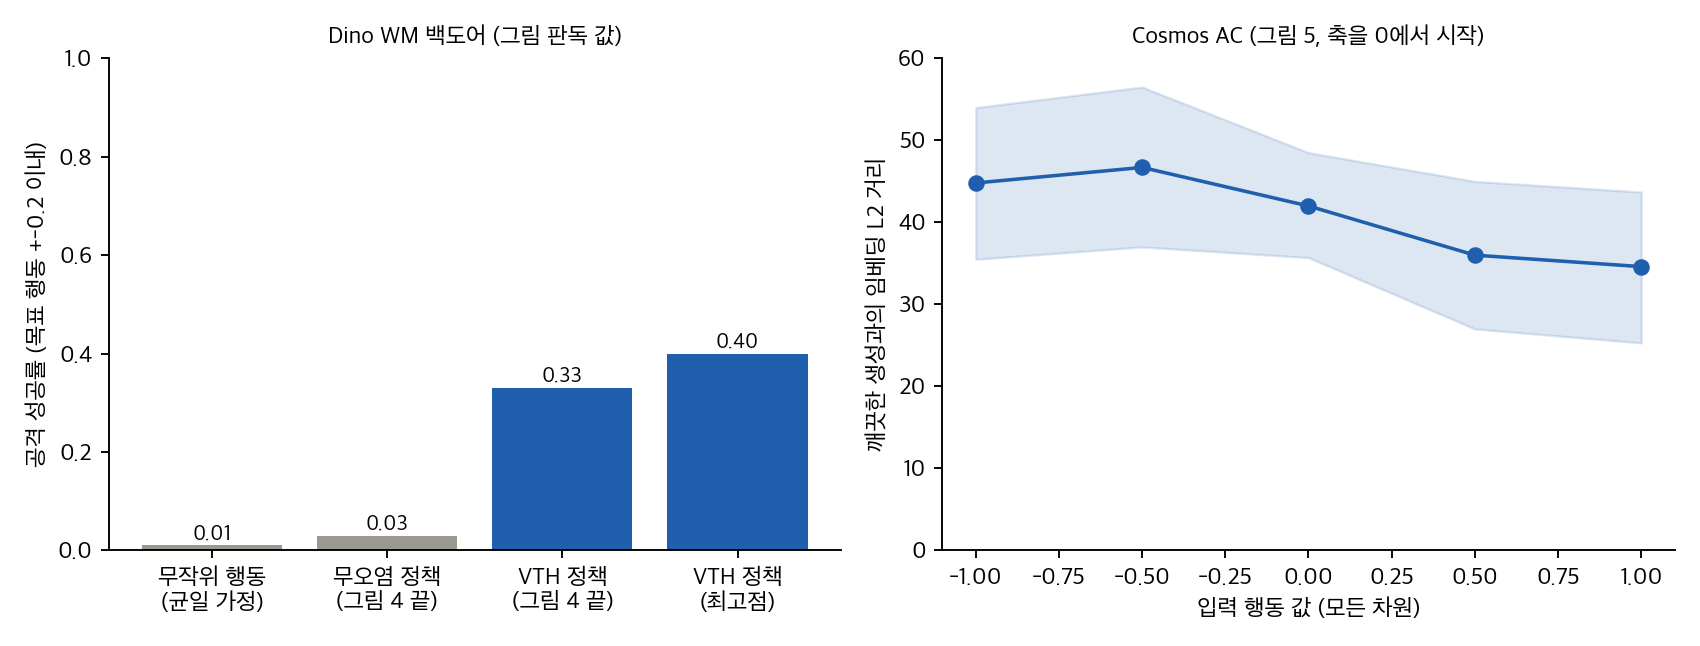 Dino WM 백도어 (그림 판독 값)
공격 성공률 (목표 행동 +-0.2 이내)
1.0
0.8
0.6
0.4
0.2
0.0
0.01
0.03
0.33
0.40
무작위 행동
(균일 가정)
무오염 정책
(그림 4 끝)
VTH 정책
(그림 4 끝)
VTH 정책
(최고점)
Cosmos AC (그림 5, 축을 0에서 시작)
깨끗한 생성과의 임베딩 L2 거리
60
50
40
30
20
10
0
-1.00
-0.75
-0.50
-0.25
0.00
0.25
0.50
0.75
1.00
입력 행동 값 (모든 차원)